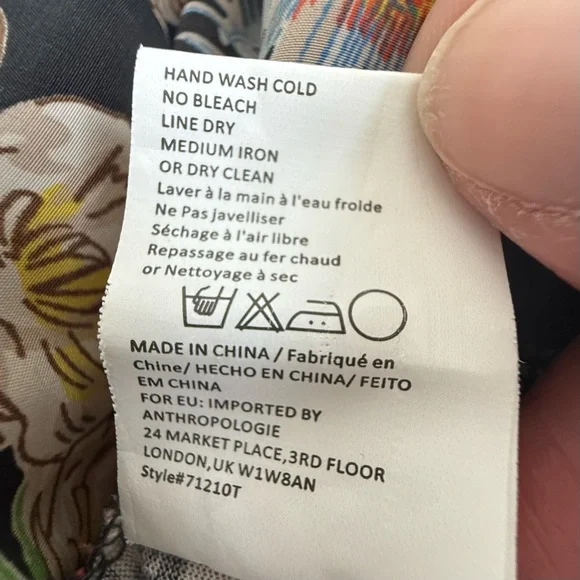 HAND WASH COLD
NO BLEACH
LINE DRY
MEDIUM IRON
OR DRY CLEAN
Laver à la main à l'eau froide
Ne Pas javelliser
Séchage à l'air libre
Repassage au fer chaud
or Nettoyage à sec
MADE IN CHINA / Fabriqué en
Chine/ HECHO EN CHINA/ FEITO
EM CHINA
FOR EU: IMPORTED BY
ANTHROPOLOGIE
24 MARKET PLACE,3RD FLOOR
LONDON,UK W1W8AN
Style#71210T